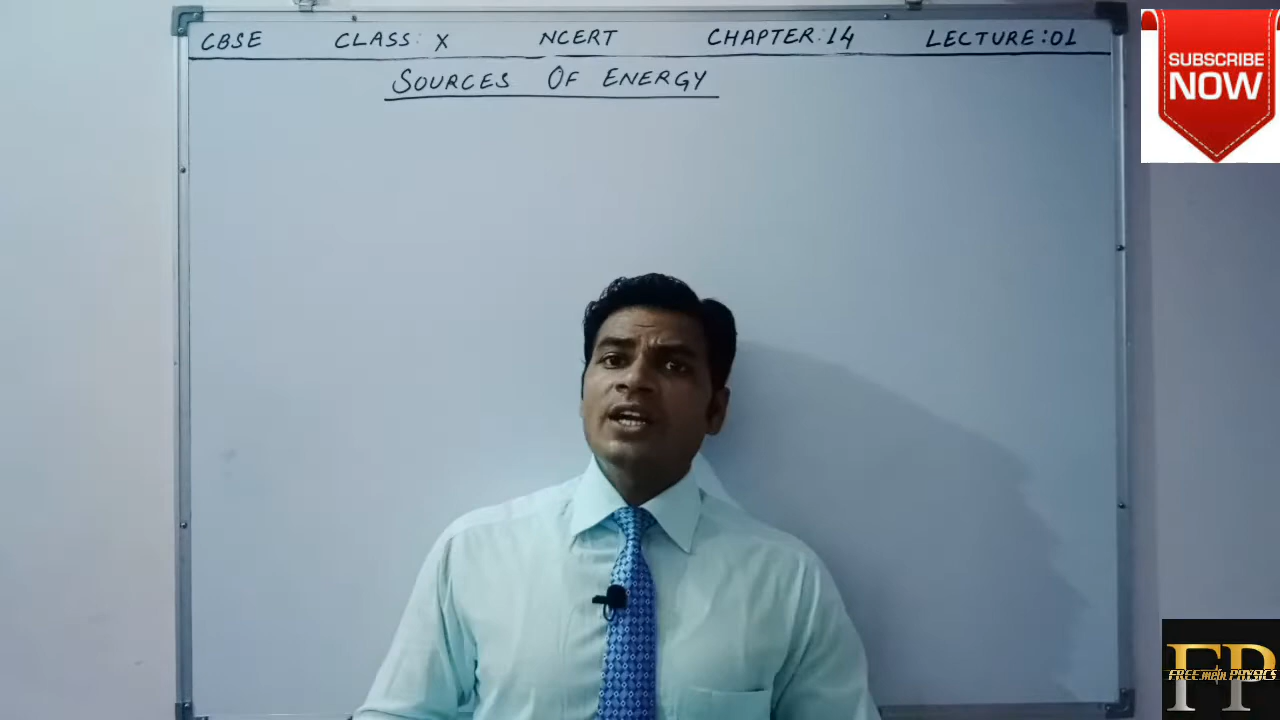 CBSE CLASS: X NCERT CHAPTER:14 LECTURE:01
SOURCES OF ENERGY
SUBSCRIBE
NOW
FP